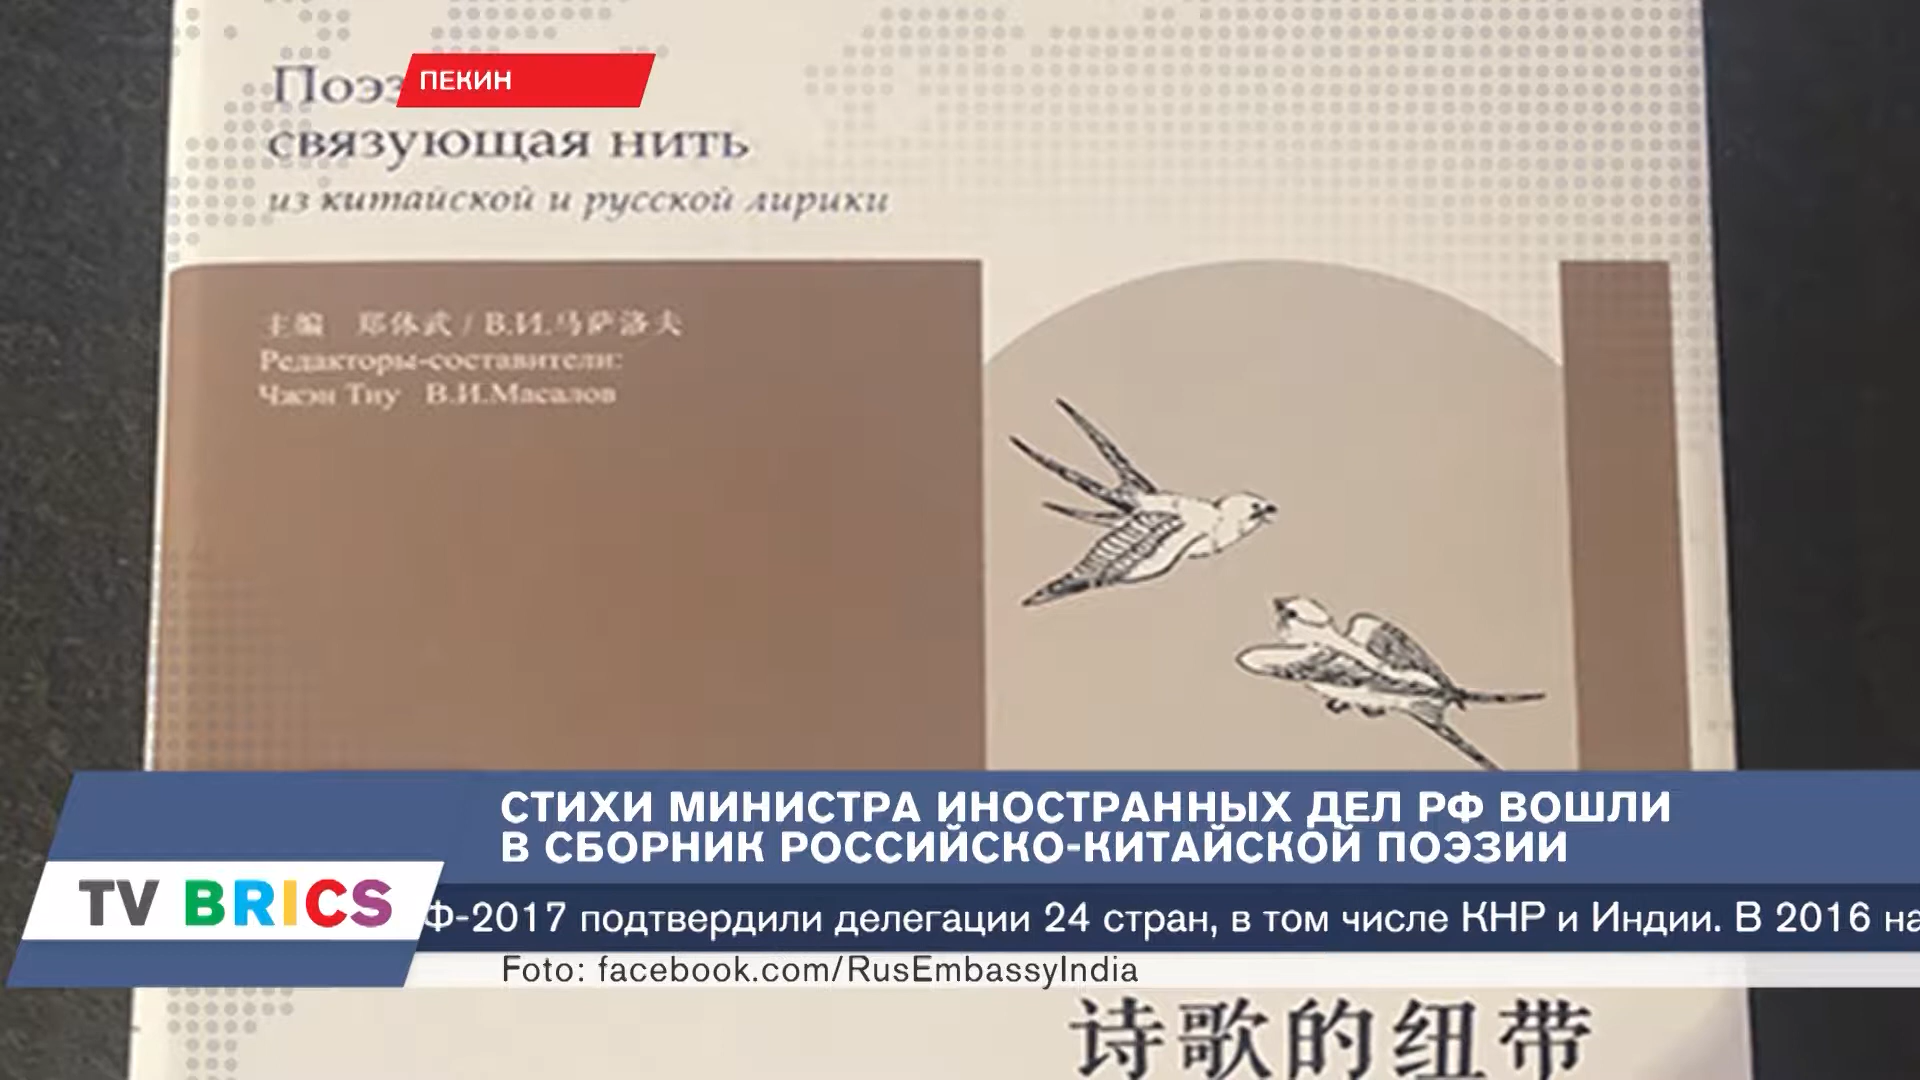 ПЕКИН
Поэз
связующая нить
из китайской и русской лирики
主编 郑体武 / В.И.马萨洛夫
Редакторы-составители:
Чжэн Тиу В.И.Масалов
СТИХИ МИНИСТРА ИНОСТРАННЫХ ДЕЛ РФ ВОШЛИ
В СБОРНИК РОССИЙСКО-КИТАЙСКОЙ ПОЭЗИИ
TV BRICS
Ф-2017 подтвердили делегации 24 стран, в том числе КНР и Индии. В 2016 на
Foto: facebook.com/RusEmbassyIndia
诗歌的纽带